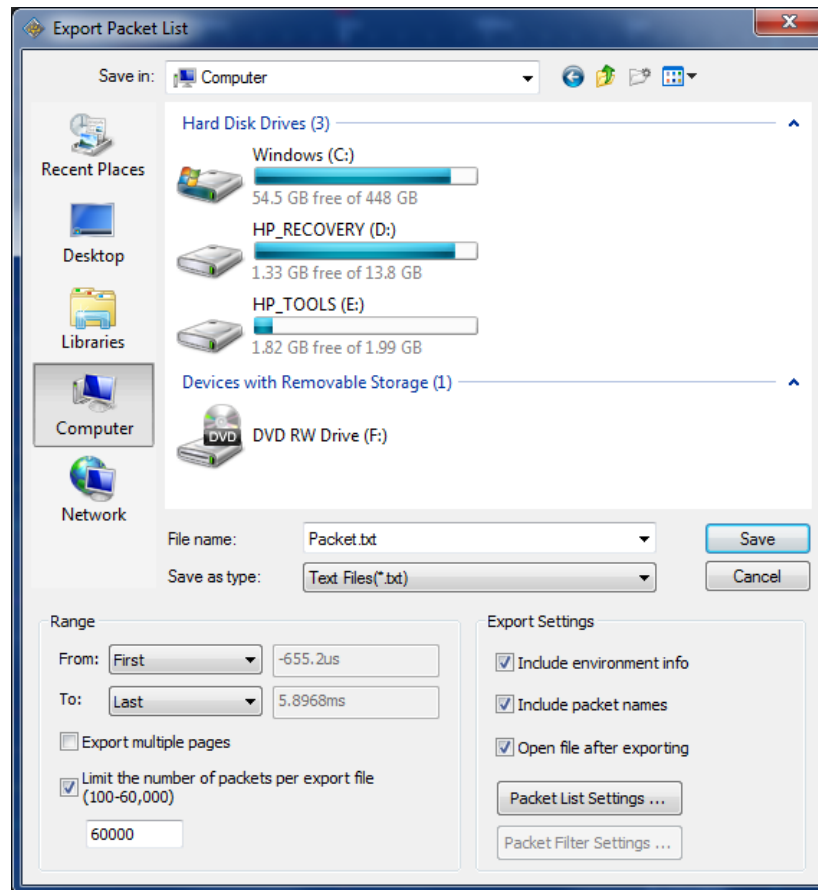 Export Packet List
Save in: Computer
Recent Places
Desktop
Libraries
Computer
Network
Hard Disk Drives (3)
Windows (C:)
54.5 GB free of 448 GB
HP_RECOVERY (D:)
1.33 GB free of 13.8 GB
HP_TOOLS (E:)
1.82 GB free of 1.99 GB
Devices with Removable Storage (1)
DVD
DVD RW Drive (F:)
File name: Packet.txt Save
Save as type: Text Files(*.txt) Cancel
Range
From: First -655.2us
To: Last 5.8968ms
Export multiple pages
Limit the number of packets per export file
(100-60,000)
60000
Export Settings
Include environment info
Include packet names
Open file after exporting
Packet List Settings ...
Packet Filter Settings ...